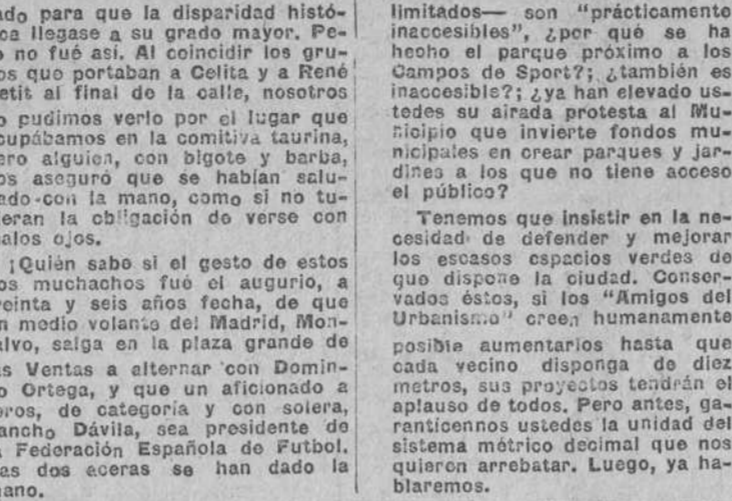 ado para que la disparidad histó-
ca llegase a su grado mayor. Pe-
o no fué así. Al coincidir los gru-
os que portaban a Celita y a René
etit al final de la calle, nosotros
o pudimos verlo por el lugar que
cupábamos en la comitiva taurina,
ero alguien, con bigote y barba,
os aseguró que se habían salu-
ado con la mano, como si no tu-
eran la obligación de verse con
alos ojos.
¡Quién sabe si el gesto de estos
os muchachos fué el augurio, a
einta y seis años fecha, de que
n medio volante del Madrid, Mon-
alvo, salga en la plaza grande de
as Ventas a alternar con Domin-
o Ortega, y que un aficionado a
eros, de categoría y con solera,
ancho Dávila, sea presidente de
a Federación Española de Futbol.
as dos aceras se han dado la
ano.
limitados— son "prácticamente
inaccesibles", ¿por qué se ha
hecho el parque próximo a los
Campos de Sport?; ¿también es
inaccesible?; ¿ya han elevado us-
tedes su airada protesta al Mu-
nicipio que invierte fondos mu-
nicipales en crear parques y jar-
dines a los que no tiene acceso
el público?
Tenemos que insistir en la ne-
cesidad de defender y mejorar
los escasos espacios verdes de
que dispone la ciudad. Conser-
vados éstos, si los "Amigos del
Urbanismo" creen humanamente
posible aumentarlos hasta que
cada vecino disponga de diez
metros, sus proyectos tendrán el
aplauso de todos. Pero antes, ga-
rantícennos ustedes la unidad del
sistema métrico decimal que nos
quieren arrebatar. Luego, ya ha-
blaremos.